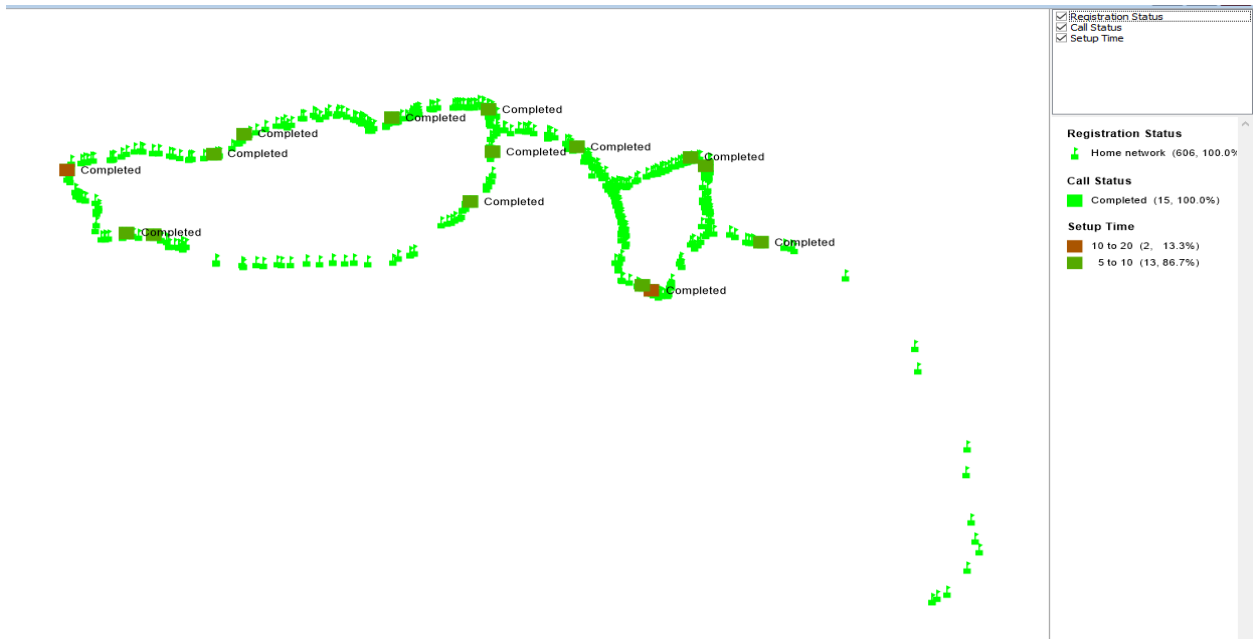 Registration Status
Call Status
Setup Time
Completed
Completed
Completed
Completed
Completed
Completed
Completed
Completed
Completed
Completed
Completed
Completed
Completed
Registration Status
Home network (606, 100.0%
Call Status
Completed (15, 100.0%)
Setup Time
10 to 20 (2, 13.3%)
5 to 10 (13, 86.7%)